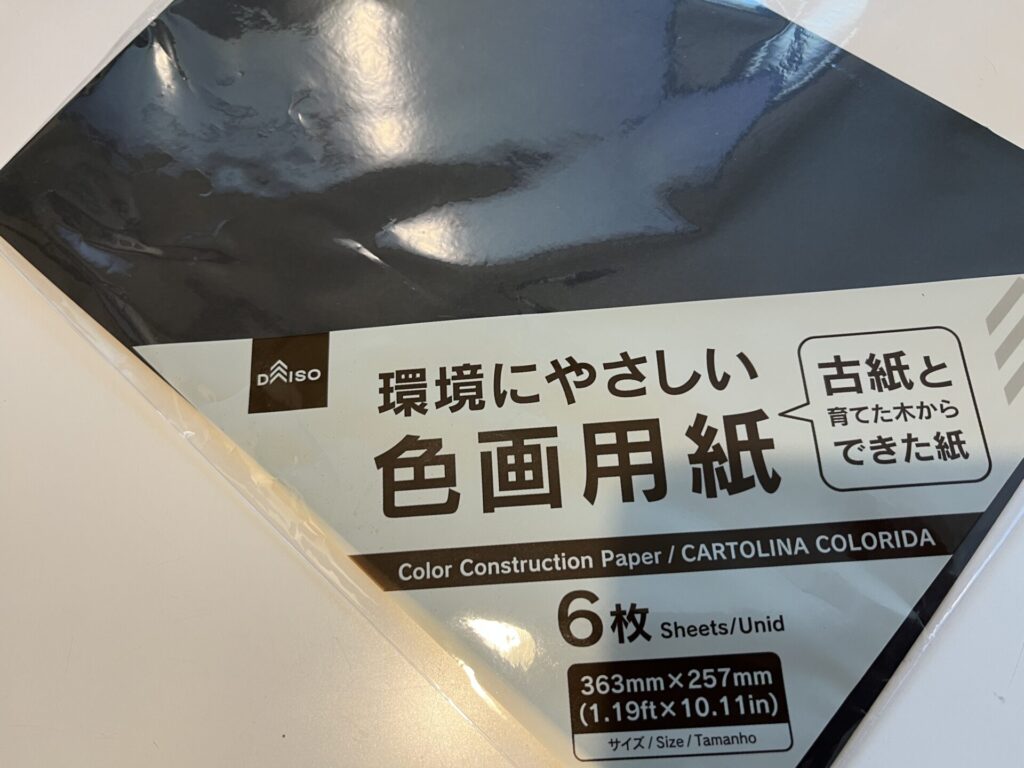 DAISO
環境にやさしい
色画用紙
古紙と
育てた木から
できた紙
Color Construction Paper / CARTOLINA COLORIDA
6枚 Sheets/Unid
363mm×257mm
(1.19ft×10.11in)
サイズ/Size/Tamanho